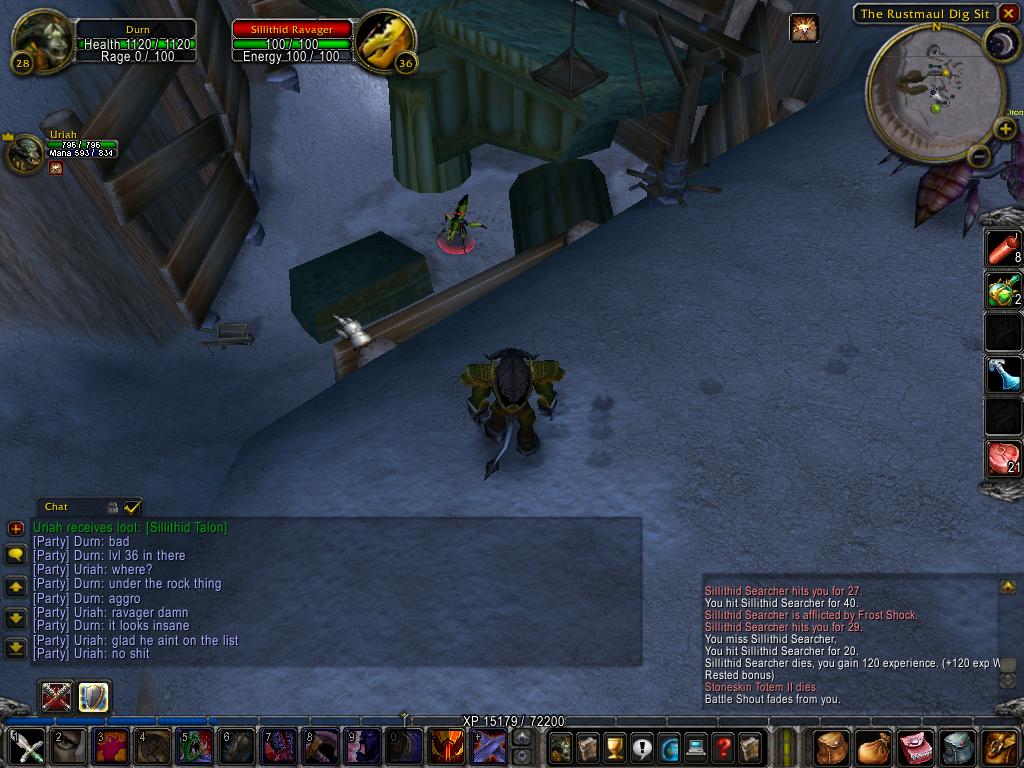 Durn
Health 1120 / 1120
Rage 0 / 100
28
Sillithid Ravager
100 / 100
Energy 100 / 100
36
The Rustmaul Dig Sit
N
Uriah
796 / 796
Mana 593 / 834
8
2
21
Chat
Uriah receives loot: [Sillithid Talon]
[Party] Durn: bad
[Party] Durn: lvl 36 in there
[Party] Uriah: where?
[Party] Durn: under the rock thing
[Party] Durn: aggro
[Party] Uriah: ravager damn
[Party] Durn: it looks insane
[Party] Uriah: glad he aint on the list
[Party] Uriah: no shit
Sillithid Searcher hits you for 27.
You hit Sillithid Searcher for 40.
Sillithid Searcher is afflicted by Frost Shock.
Sillithid Searcher hits you for 29.
You miss Sillithid Searcher.
You hit Sillithid Searcher for 20.
Sillithid Searcher dies, you gain 120 experience. (+120 exp W
Rested bonus)
Stoneskin Totem II dies.
Battle Shout fades from you.
XP 15179 / 72200
1 2 3 4 5 6 7 8 9 0 +